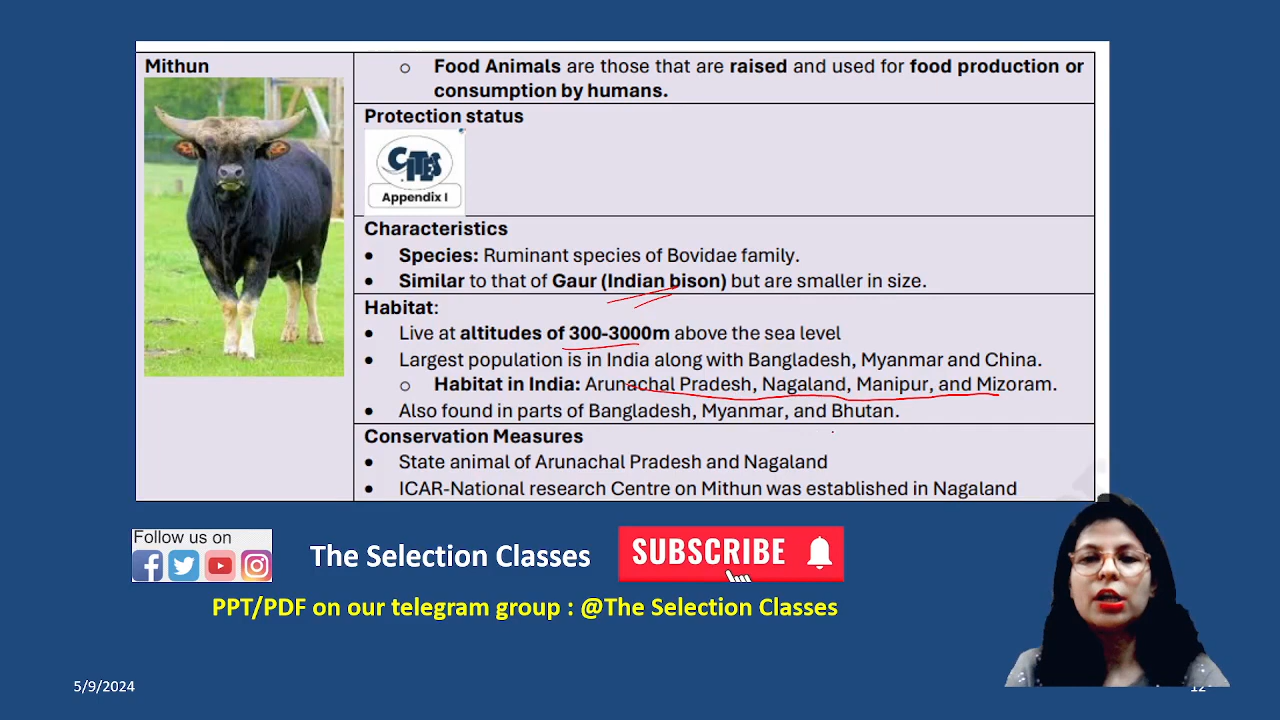 Mithun
○ Food Animals are those that are raised and used for food production or
consumption by humans.
Protection status
CITES
Appendix I
Characteristics
• Species: Ruminant species of Bovidae family.
• Similar to that of Gaur (Indian bison) but are smaller in size.
Habitat:
• Live at altitudes of 300-3000m above the sea level
• Largest population is in India along with Bangladesh, Myanmar and China.
○ Habitat in India: Arunachal Pradesh, Nagaland, Manipur, and Mizoram.
• Also found in parts of Bangladesh, Myanmar, and Bhutan.
Conservation Measures
• State animal of Arunachal Pradesh and Nagaland
• ICAR-National research Centre on Mithun was established in Nagaland
Follow us on
The Selection Classes
SUBSCRIBE
PPT/PDF on our telegram group : @The Selection Classes
5/9/2024
12